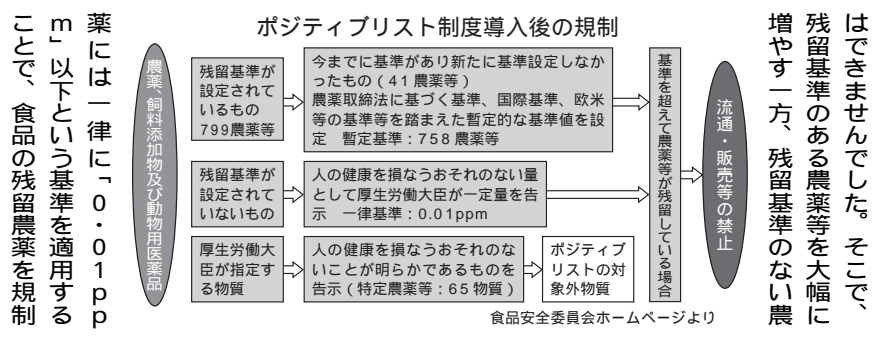 はできませんでした。そこで、
残留基準のある農薬等を大幅に
増やす一方、残留基準のない農
ポジティブリスト制度導入後の規制
農薬、飼料添加物及び動物用医薬品
残留基準が
設定されて
いるもの
799農薬等
今までに基準があり新たに基準設定しなか
ったもの(41農薬等)
農薬取締法に基づく基準、国際基準、欧米
等の基準等を踏まえた暫定的な基準値を設
定 暫定基準:758農薬等
残留基準が
設定されて
いないもの
人の健康を損なうおそれのない量
として厚生労働大臣が一定量を告
示 一律基準:0.01ppm
厚生労働大
臣が指定す
る物質
人の健康を損なうおそれのな
いことが明らかであるものを
告示(特定農薬等:65物質)
ポジティブ
リストの対
象外物質
基準を超えて農薬等が残留している場合
流通・販売等の禁止
食品安全委員会ホームページより
薬には一律に「0・01pp
m」以下という基準を適用する
ことで、食品の残留農薬を規制